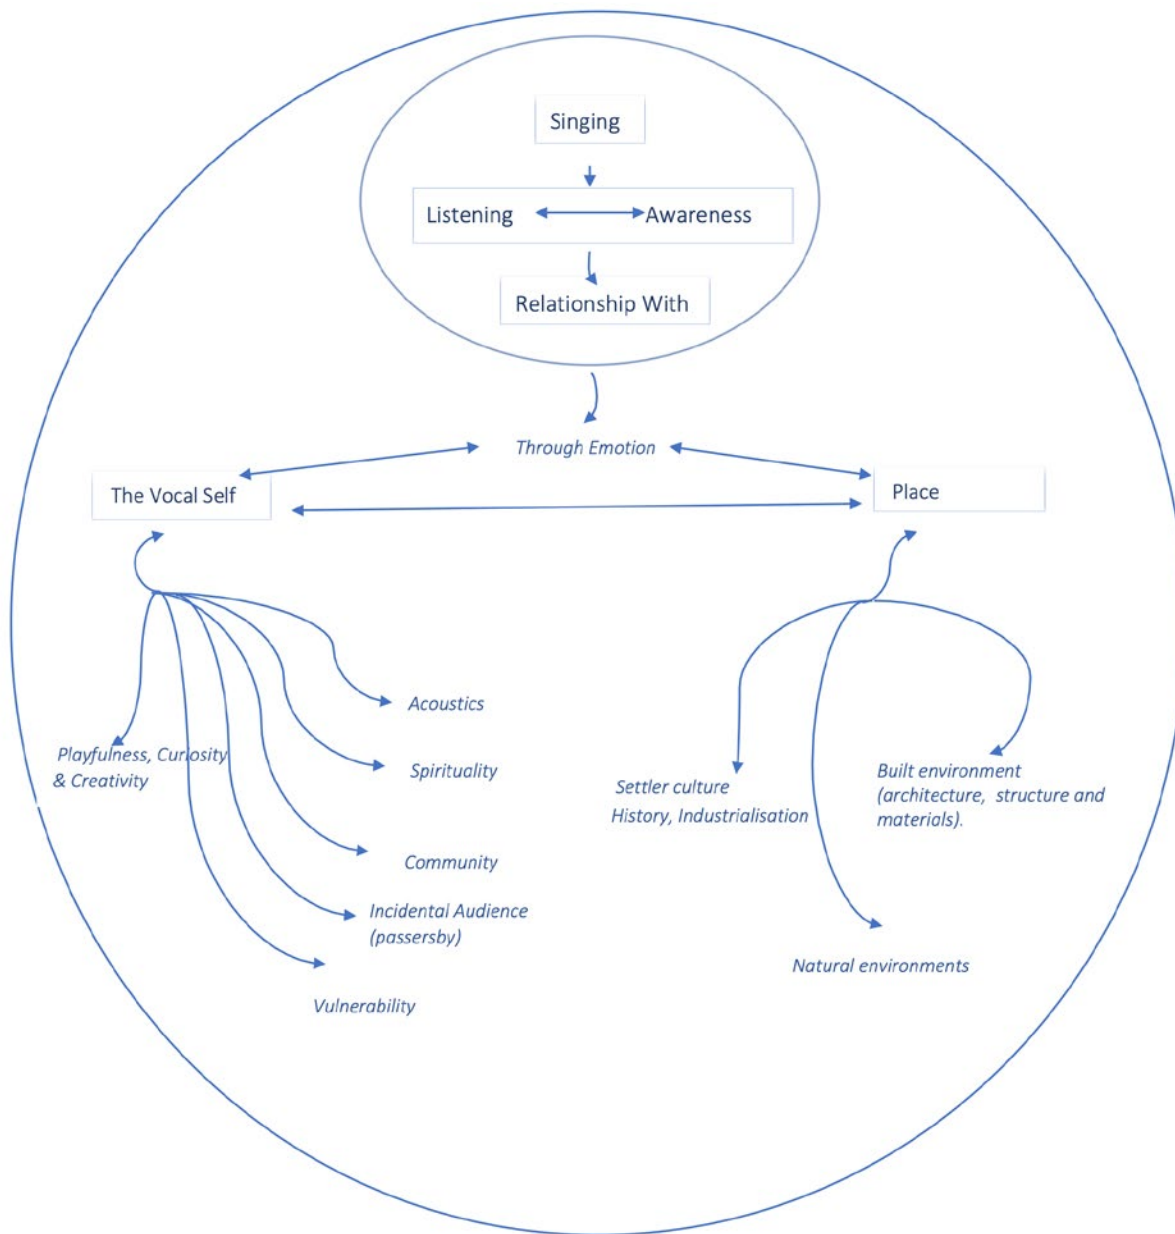 Singing
Listening Awareness
Relationship With
Through Emotion
The Vocal Self
Place
Acoustics
Playfulness, Curiosity
& Creativity
Spirituality
Community
Incidental Audience
(passersby)
Vulnerability
Settler culture
History, Industrialisation
Built environment
(architecture, structure and
materials).
Natural environments